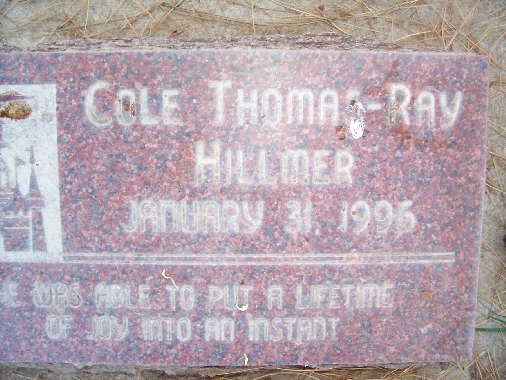 Cole Thomas-Ray
Hillmer
January 31, 1996
E WAS ABLE TO PUT A LIFETIME
OF JOY INTO AN INSTANT